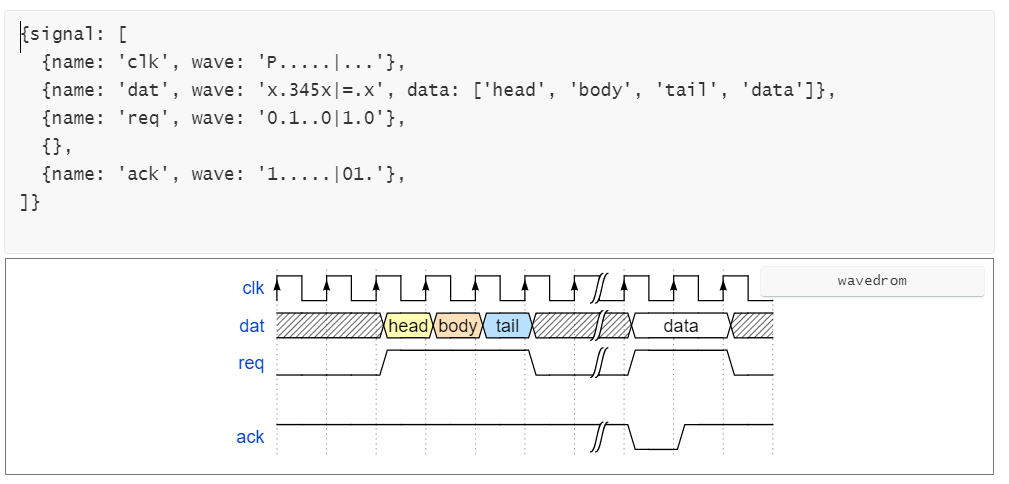 {signal: [
  {name: 'clk', wave: 'P.....|...'},
  {name: 'dat', wave: 'x.345x|=.x', data: ['head', 'body', 'tail', 'data']},
  {name: 'req', wave: '0.1..0|1.0'},
  {},
  {name: 'ack', wave: '1.....|01.'},
]}
clk
wavedrom
dat head body tail data
req
ack